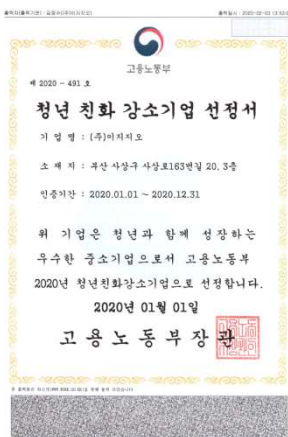 고용노동부
제 2020 - 491 호
청년 친화 강소기업 선정서
기 업 명 : (주)이지지오
소 재 지 : 부산 사상구 사상로163번길 20, 3층
인증기간 : 2020.01.01 ~ 2020.12.31
위 기업은 청년과 함께 성장하는
우수한 중소기업으로서 고용노동부
2020년 청년친화강소기업으로 선정합니다.
2020년 01월 01일
고용노동부장관